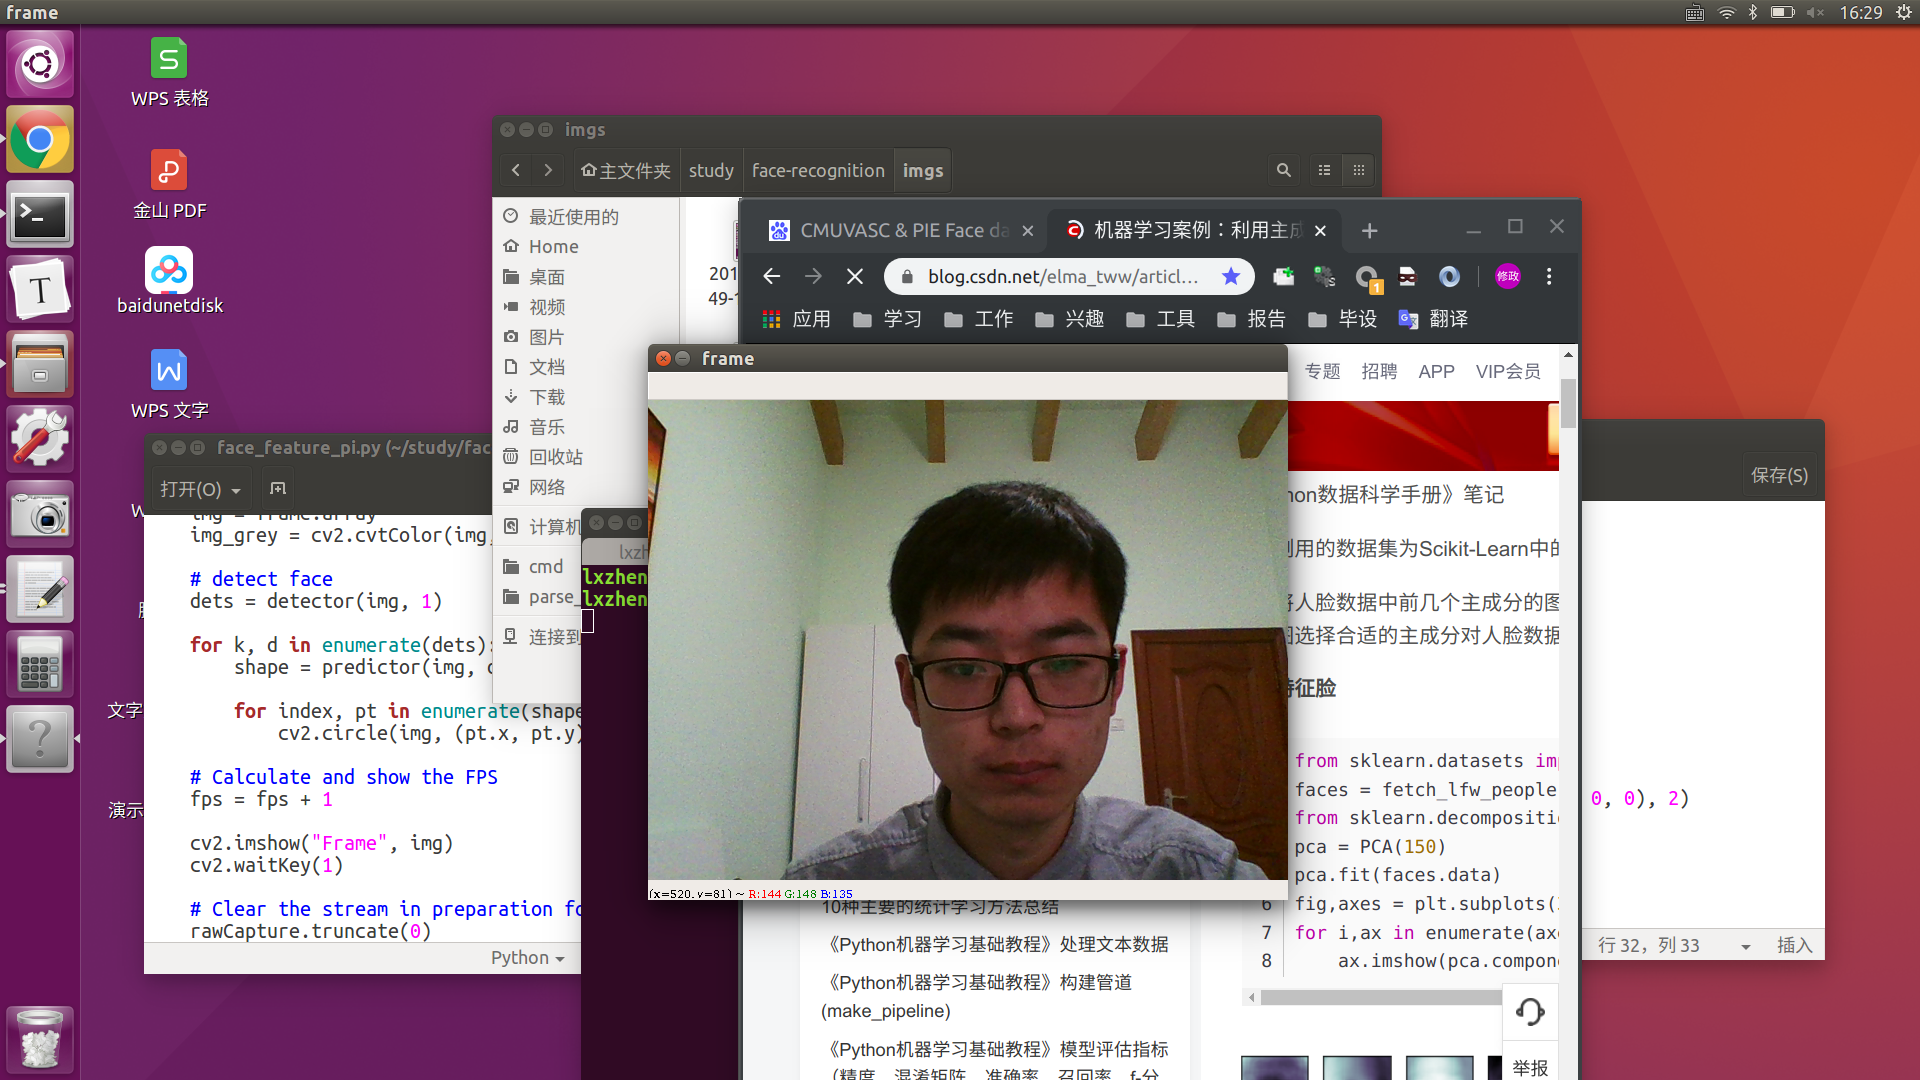 frame
16:29
WPS 表格
金山 PDF
baidunetdisk
WPS 文字
文字
演示
imgs
主文件夹
study
face-recognition
imgs
最近使用的
Home
桌面
视频
图片
文档
下载
音乐
回收站
网络
计算机
cmd
parse_
连接到
201
49-
CMUVASC & PIE Face da
机器学习案例：利用主成
blog.csdn.net/elma_tww/articl...
1
修政
应用
学习
工作
兴趣
工具
报告
毕设
翻译
专题
招聘
APP
VIP会员
face_feature_pi.py (~/study/fac
打开(O)
img_grey = cv2.cvtColor(img,
# detect face
dets = detector(img, 1)
for k, d in enumerate(dets):
shape = predictor(img, d
for index, pt in enumerate(shape
cv2.circle(img, (pt.x, pt.y)
# Calculate and show the FPS
fps = fps + 1
cv2.imshow("Frame", img)
cv2.waitKey(1)
# Clear the stream in preparation fo
rawCapture.truncate(0)
Python
lxzh
lxzhen
lxzhen
frame
(x=520, y=81) ~ R:144 G:148 B:135
hon数据科学手册》笔记
用的数据集为Scikit-Learn中的
人脸数据中前几个主成分的图
选择合适的主成分对人脸数据
征脸
from sklearn.datasets im
faces = fetch_lfw_people
from sklearn.decompositi
pca = PCA(150)
pca.fit(faces.data)
6 fig,axes = plt.subplots(
7 for i,ax in enumerate(axe
8 ax.imshow(pca.compon
10种主要的统计学习方法总结
《Python机器学习基础教程》处理文本数据
《Python机器学习基础教程》构建管道
(make_pipeline)
《Python机器学习基础教程》模型评估指标
（精度、混淆矩阵、准确率、召回率、f-分
举报
保存(S)
0, 0), 2)
行 32，列 33
插入